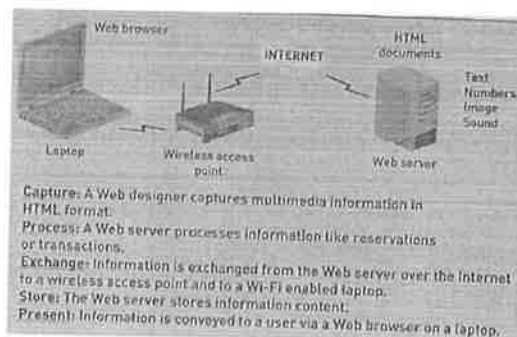 Web browser
INTERNET
HTML
documents
Text
Numbers
Image
Sound
Laptop
Wireless access
point
Web server
Capture: A Web designer captures multimedia information in
HTML format.
Process: A Web server processes information like reservations
or transactions.
Exchange: Information is exchanged from the Web server over the Internet
to a wireless access point and to a Wi-Fi enabled laptop.
Store: The Web server stores information content.
Present: Information is conveyed to a user via a Web browser on a laptop.